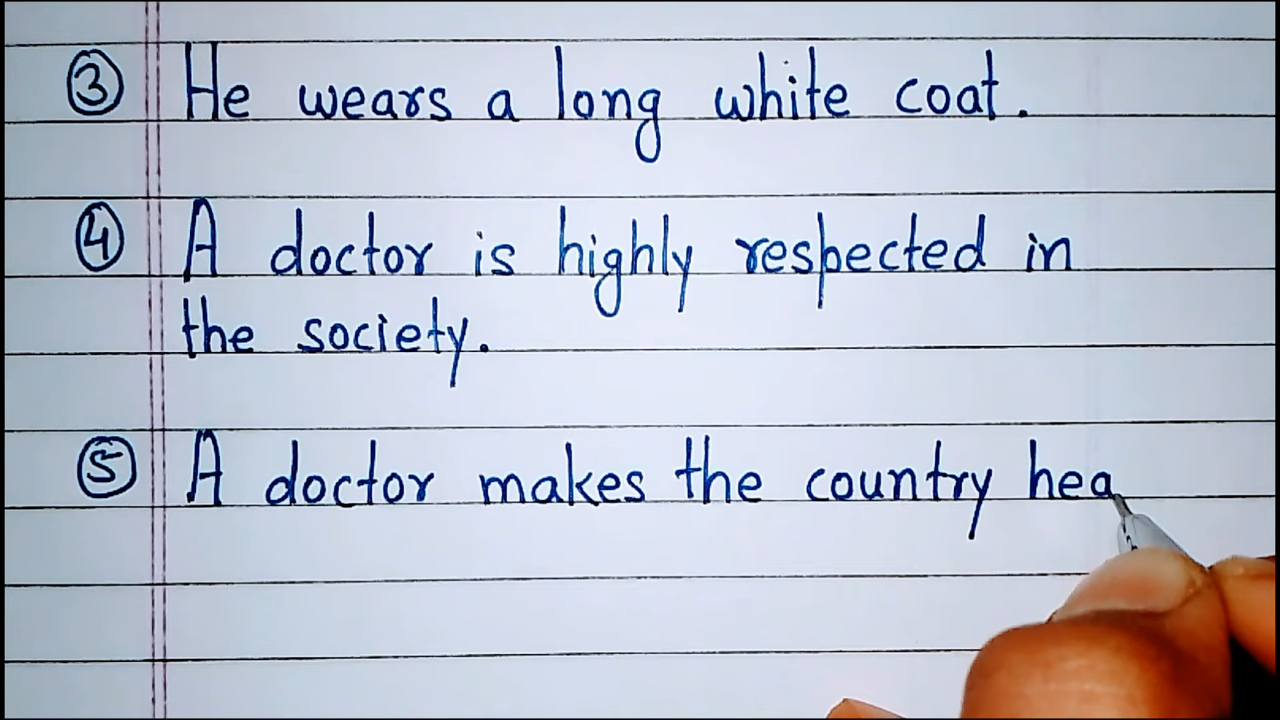 ③ He wears a long white coat.
④ A doctor is highly respected in
the society.
⑤ A doctor makes the country hea